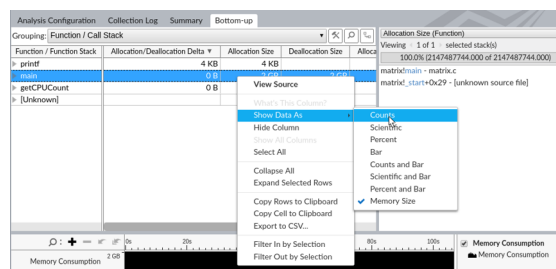 Analysis Configuration Collection Log Summary Bottom-up
Grouping: Function / Call Stack
Function / Function Stack Allocation/Deallocation Delta ▼ Allocation Size Deallocation Size Alloca
printf 4 KB 4 KB
main 0 B 2 GB 2 GB
getCPUCount 0 B
[Unknown]
View Source
What's This Column?
Show Data As
Hide Column
Show All Columns
Select All
Collapse All
Expand Selected Rows
Copy Rows to Clipboard
Copy Cell to Clipboard
Export to CSV...
Filter In by Selection
Filter Out by Selection
Counts
Scientific
Percent
Bar
Counts and Bar
Scientific and Bar
Percent and Bar
Memory Size
Allocation Size (Function)
Viewing 1 of 1 selected stack(s)
100.0% (2147487744.000 of 2147487744.000)
matrix!main - matrix.c
matrix!_start+0x29 - [unknown source file]
0s 20s 80s 100s
Memory Consumption 2 GB
Memory Consumption
Memory Consumption